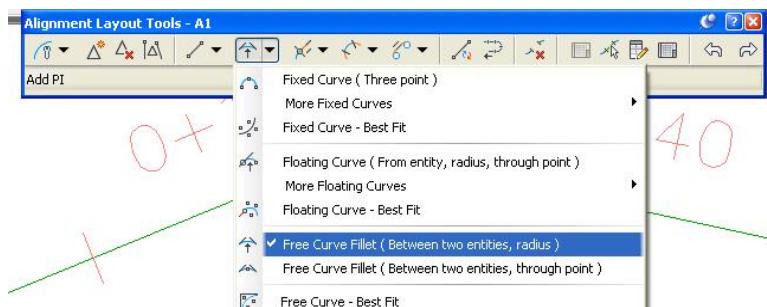 Alignment Layout Tools - A1
Add PI
Fixed Curve ( Three point )
More Fixed Curves
Fixed Curve - Best Fit
0+
40
Floating Curve ( From entity, radius, through point )
More Floating Curves
Floating Curve - Best Fit
Free Curve Fillet ( Between two entities, radius )
Free Curve Fillet ( Between two entities, through point )
Free Curve - Best Fit